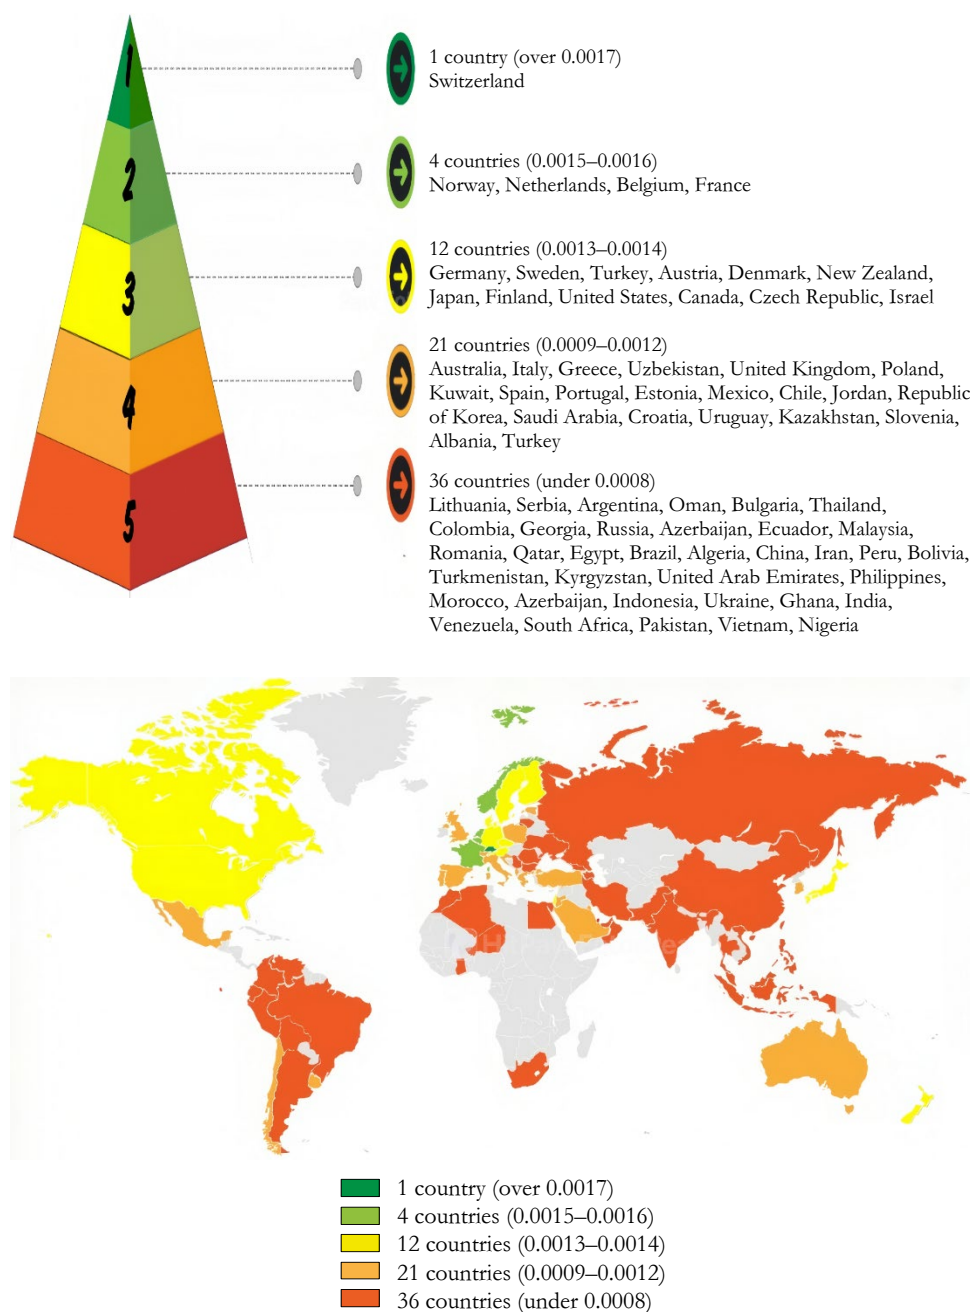 1
1 country (over 0.0017)
Switzerland
2
4 countries (0.0015–0.0016)
Norway, Netherlands, Belgium, France
3
12 countries (0.0013–0.0014)
Germany, Sweden, Turkey, Austria, Denmark, New Zealand,
Japan, Finland, United States, Canada, Czech Republic, Israel
4
21 countries (0.0009–0.0012)
Australia, Italy, Greece, Uzbekistan, United Kingdom, Poland,
Kuwait, Spain, Portugal, Estonia, Mexico, Chile, Jordan, Republic
of Korea, Saudi Arabia, Croatia, Uruguay, Kazakhstan, Slovenia,
Albania, Turkey
5
36 countries (under 0.0008)
Lithuania, Serbia, Argentina, Oman, Bulgaria, Thailand,
Colombia, Georgia, Russia, Azerbaijan, Ecuador, Malaysia,
Romania, Qatar, Egypt, Brazil, Algeria, China, Iran, Peru, Bolivia,
Turkmenistan, Kyrgyzstan, United Arab Emirates, Philippines,
Morocco, Azerbaijan, Indonesia, Ukraine, Ghana, India,
Venezuela, South Africa, Pakistan, Vietnam, Nigeria
1 country (over 0.0017)
4 countries (0.0015–0.0016)
12 countries (0.0013–0.0014)
21 countries (0.0009–0.0012)
36 countries (under 0.0008)